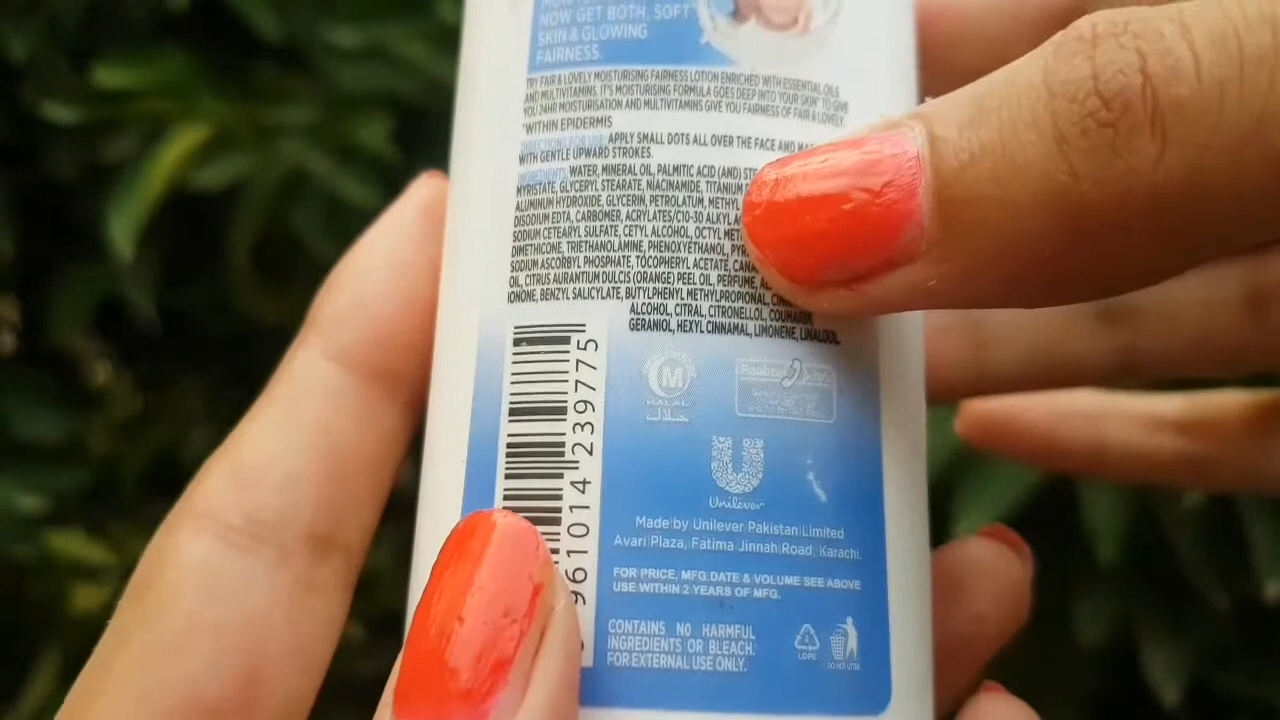 NOW GET BOTH, SOFT
SKIN & GLOWING
FAIRNESS.
TRY FAIR & LOVELY MOISTURISING FAIRNESS LOTION ENRICHED WITH ESSENTIAL OILS
AND MULTIVITAMINS. IT'S MOISTURISING FORMULA GOES DEEP INTO YOUR SKIN* TO GIVE
YOU 24HR MOISTURISATION AND MULTIVITAMINS GIVE YOU FAIRNESS OF FAIR & LOVELY.
*WITHIN EPIDERMIS
DIRECTIONS FOR USE: APPLY SMALL DOTS ALL OVER THE FACE AND
WITH GENTLE UPWARD STROKES.
INGREDIENTS: WATER, MINERAL OIL, PALMITIC ACID (AND)
MYRISTATE, GLYCERYL STEARATE, NIACINAMIDE, TITANIUM
ALUMINUM HYDROXIDE, GLYCERIN, PETROLATUM, METHYL
DISODIUM EDTA, CARBOMER, ACRYLATES/C10-30 ALKYL
SODIUM CETEARYL SULFATE, CETYL ALCOHOL, OCTYL
DIMETHICONE, TRIETHANOLAMINE, PHENOXYETHANOL,
SODIUM ASCORBYL PHOSPHATE, TOCOPHERYL ACETATE,
OIL, CITRUS AURANTIUM DULCIS (ORANGE) PEEL OIL, PERFUME,
IONONE, BENZYL SALICYLATE, BUTYLPHENYL METHYLPROPIONAL,
ALCOHOL, CITRAL, CITRONELLOL, COUMARIN,
GERANIOL, HEXYL CINNAMAL, LIMONENE, LINALOOL.
961014 239775
M
HALAL
حلال
Raabta
Unilever
Made by Unilever Pakistan Limited
Avari Plaza, Fatima Jinnah Road, Karachi.
FOR PRICE, MFG.DATE & VOLUME SEE ABOVE
USE WITHIN 2 YEARS OF MFG.
CONTAINS NO HARMFUL
INGREDIENTS OR BLEACH.
FOR EXTERNAL USE ONLY.
4
LDPE
DO NOT LITTER